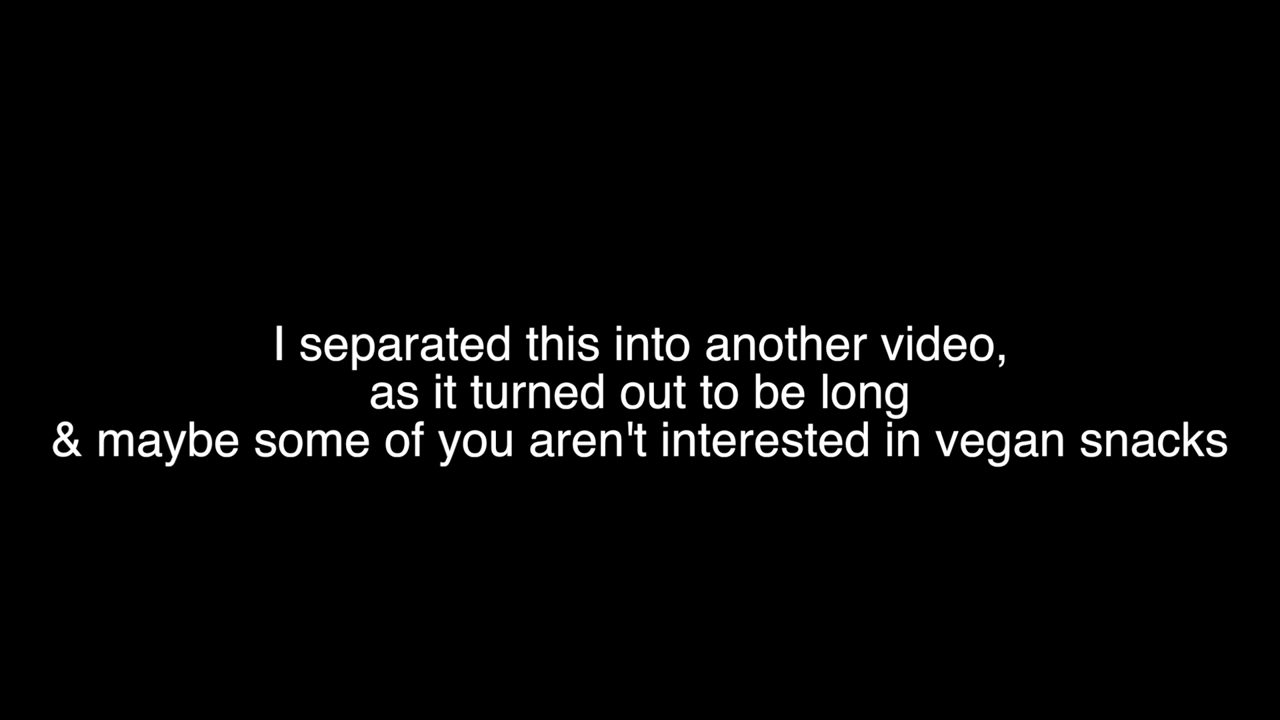 I separated this into another video,
as it turned out to be long
& maybe some of you aren't interested in vegan snacks